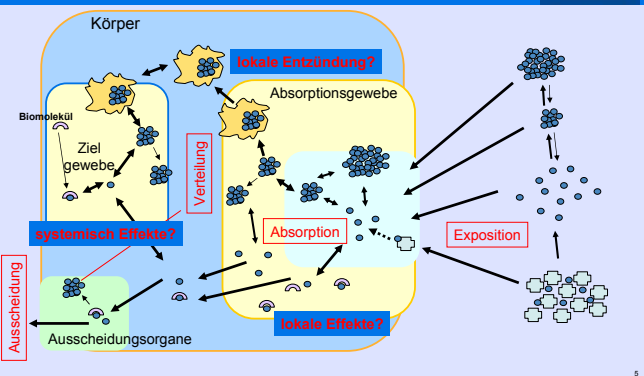 Körper
lokale Entzündung?
Absorptionsgewebe
Biomolekül
Ziel
gewebe
Verteilung
systemisch Effekte?
Absorption
Exposition
lokale Effekte?
Ausscheidung
Ausscheidungsorgane
5